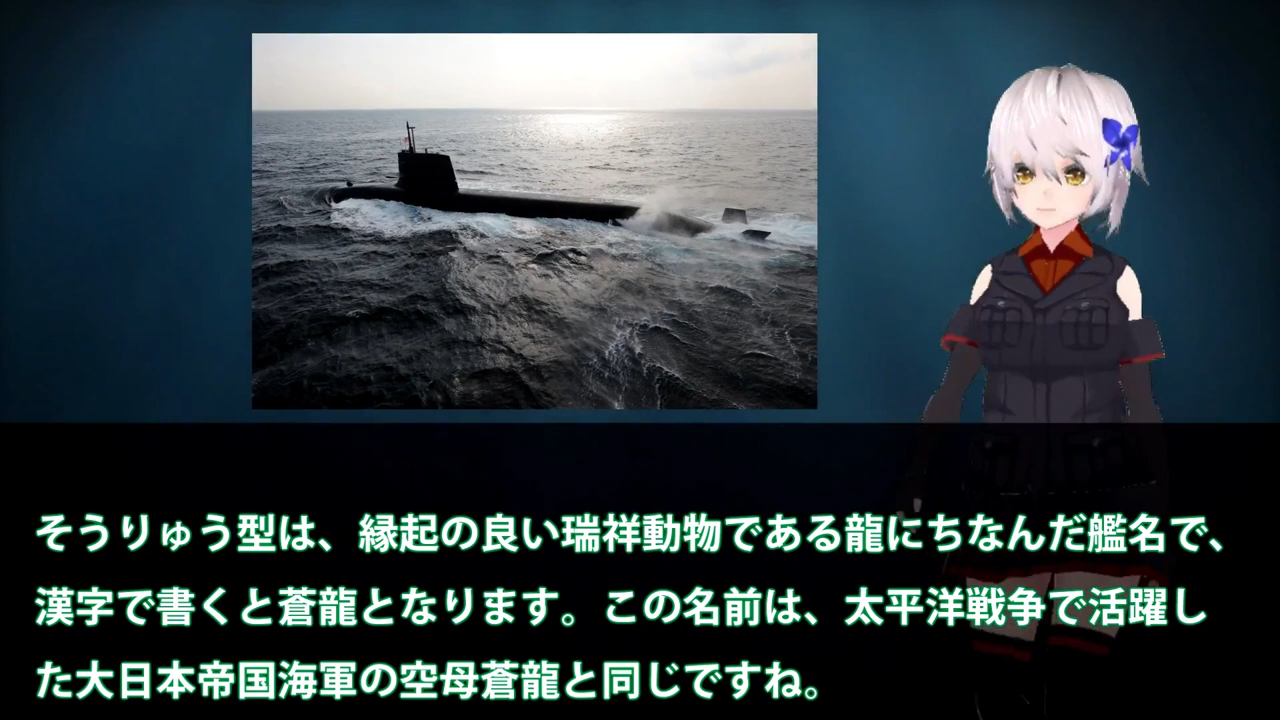 そうりゅう型は、縁起の良い瑞祥動物である龍にちなんだ艦名で、
漢字で書くと蒼龍となります。この名前は、太平洋戦争で活躍し
た大日本帝国海軍の空母蒼龍と同じですね。